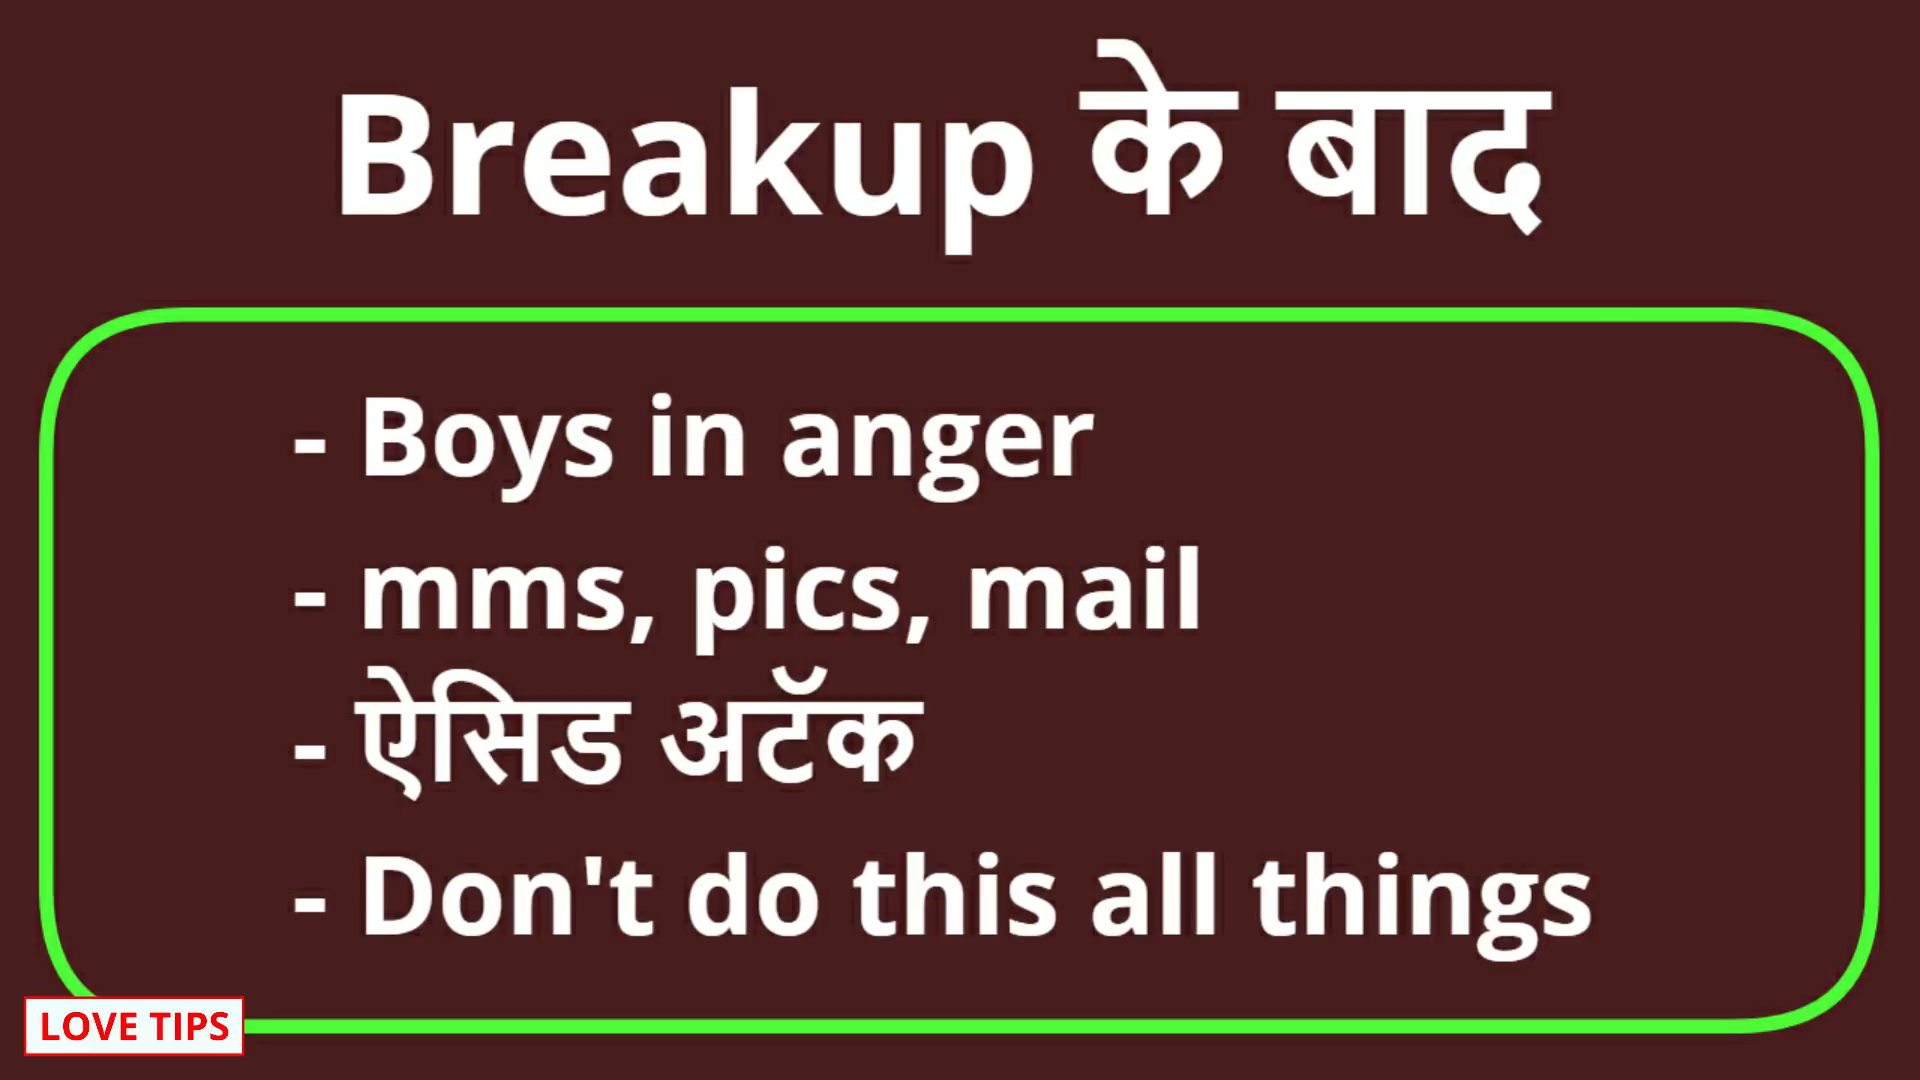 Breakup के बाद
- Boys in anger
- mms, pics, mail
- ऐसिड अटॅक
- Don't do this all things
LOVE TIPS